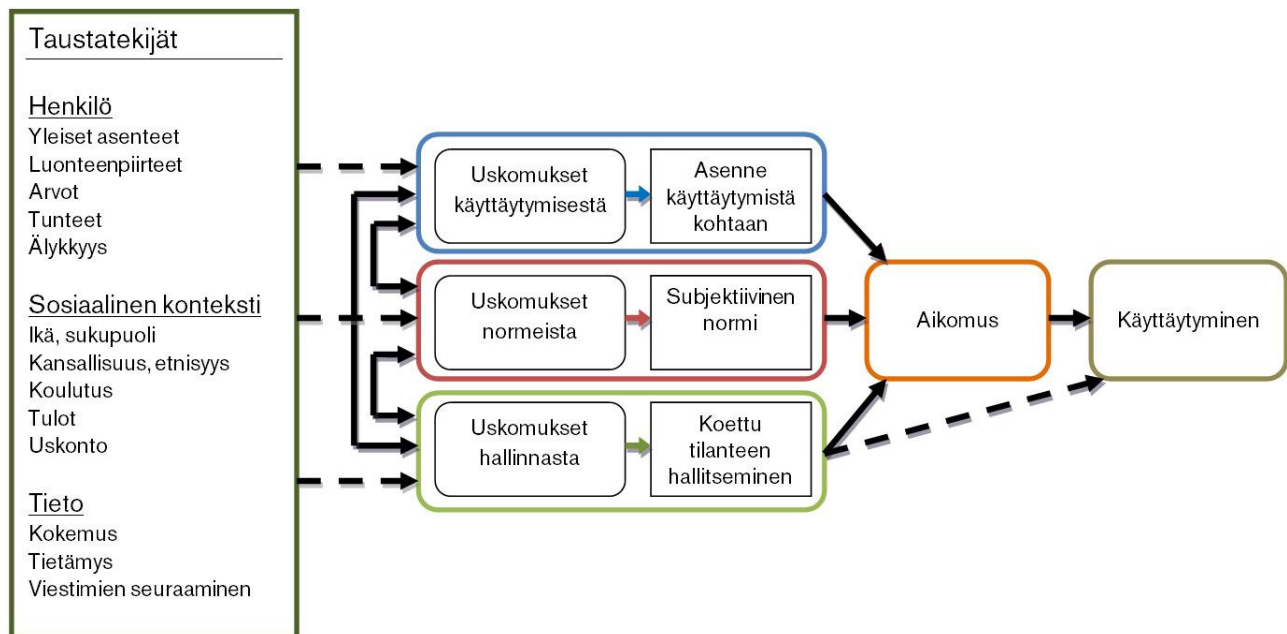 Taustatekijät
Henkilö
Yleiset asenteet
Luonteenpiirteet
Arvot
Tunteet
Älykkyys
Sosiaalinen konteksti
Ikä, sukupuoli
Kansallisuus, etnisyys
Koulutus
Tulot
Uskonto
Tieto
Kokemus
Tietämys
Viestimien seuraaminen
Uskomukset
käyttäytymisestä
Asenne
käyttäytymistä
kohtaan
Uskomukset
normeista
Subjektiivinen
normi
Uskomukset
hallinnasta
Koettu
tilanteen
hallitseminen
Aikomus
Käyttäytyminen